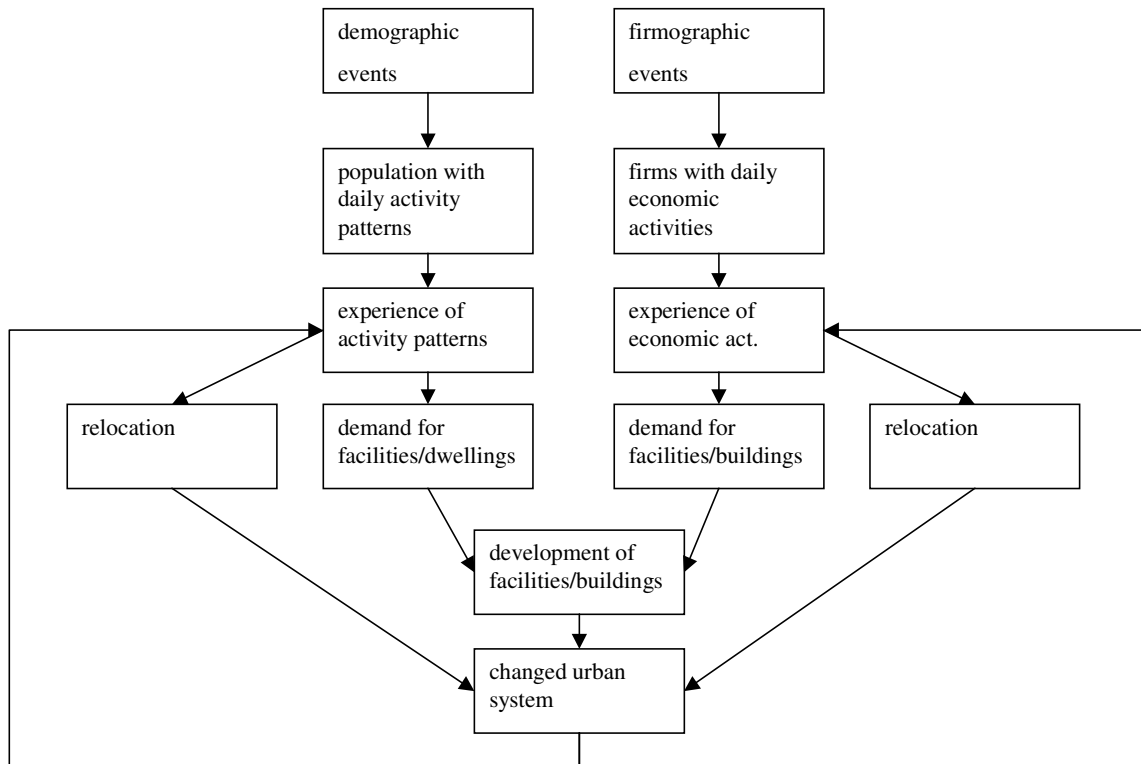 demographic
events
firmographic
events
population with
daily activity
patterns
firms with daily
economic
activities
experience of
activity patterns
experience of
economic act.
relocation
demand for
facilities/dwellings
demand for
facilities/buildings
relocation
development of
facilities/buildings
changed urban
system